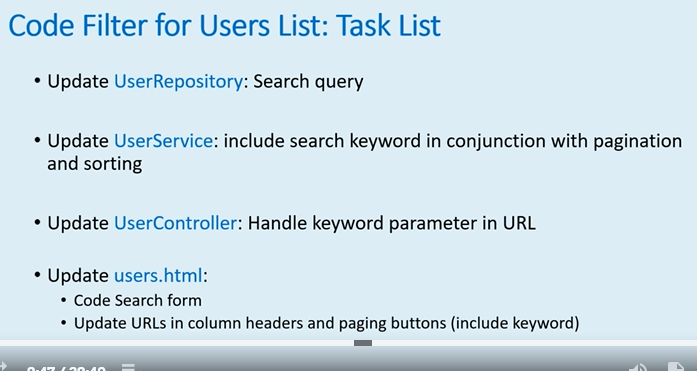 Code Filter for Users List: Task List
• Update UserRepository: Search query
• Update UserService: include search keyword in conjunction with pagination
and sorting
• Update UserController: Handle keyword parameter in URL
• Update users.html:
• Code Search form
• Update URLs in column headers and paging buttons (include keyword)